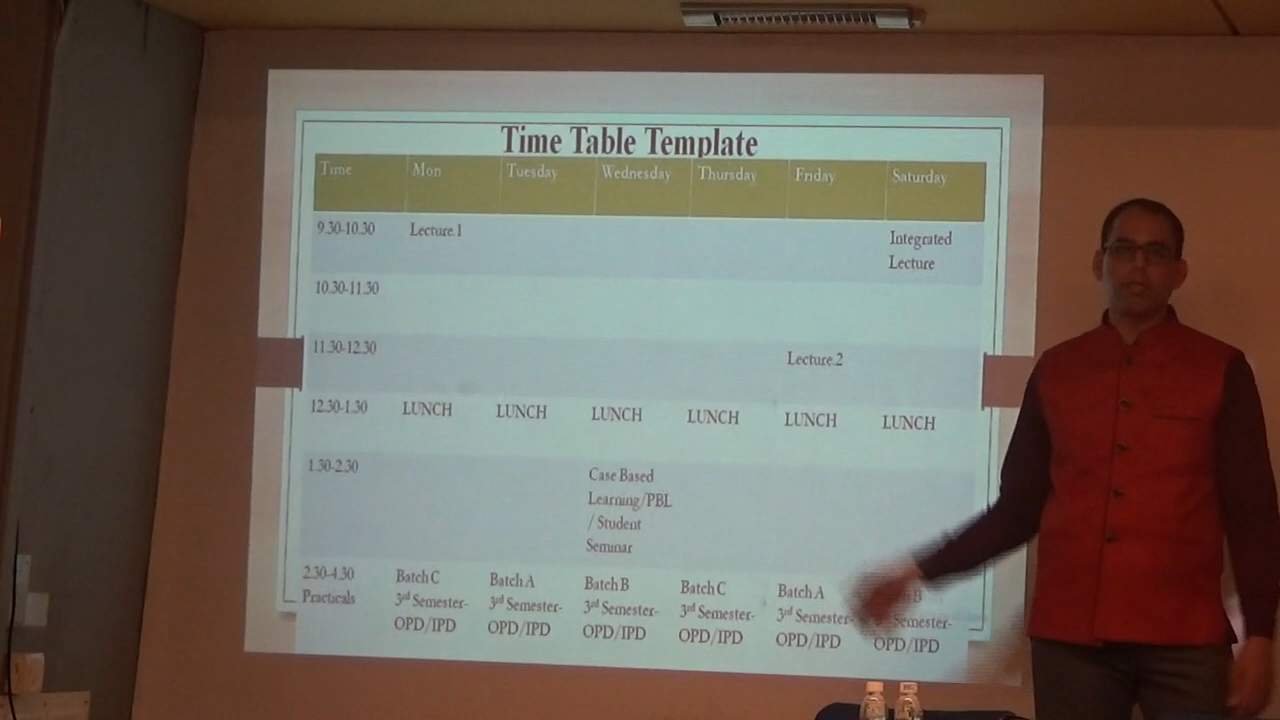 Time Table Template
Time Mon Tuesday Wednesday Thursday Friday Saturday
9.30-10.30 Lecture.1 Integrated
Lecture
10.30-11.30
11.30-12.30 Lecture.2
12.30-1.30 LUNCH LUNCH LUNCH LUNCH LUNCH LUNCH
1.30-2.30 Case Based
Learning/PBL
/ Student
Seminar
2.30-4.30 Batch C Batch A Batch B Batch C Batch A B
Practicals 3rd Semester- 3rd Semester- 3rd Semester- 3rd Semester- 3rd Semester- Semester-
OPD/IPD OPD/IPD OPD/IPD OPD/IPD OPD/IPD OPD/IPD